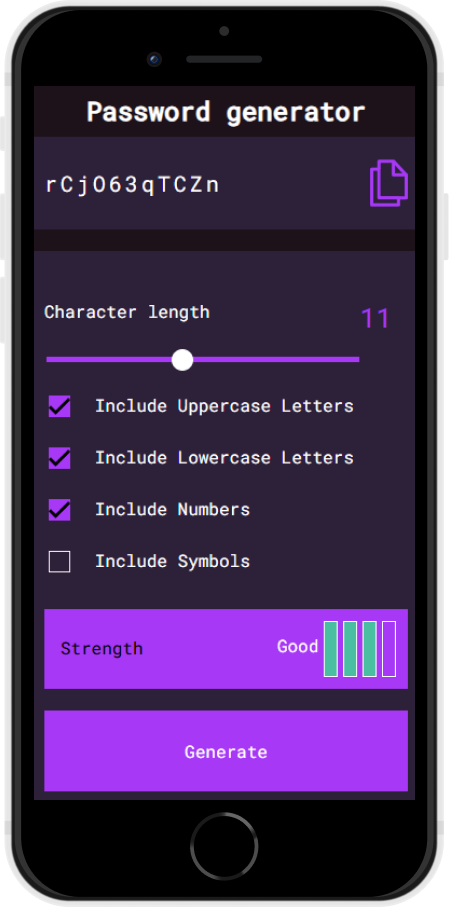 Password generator
rCjO63qTCZn
Character length 11
Include Uppercase Letters
Include Lowercase Letters
Include Numbers
Include Symbols
Strength Good
Generate